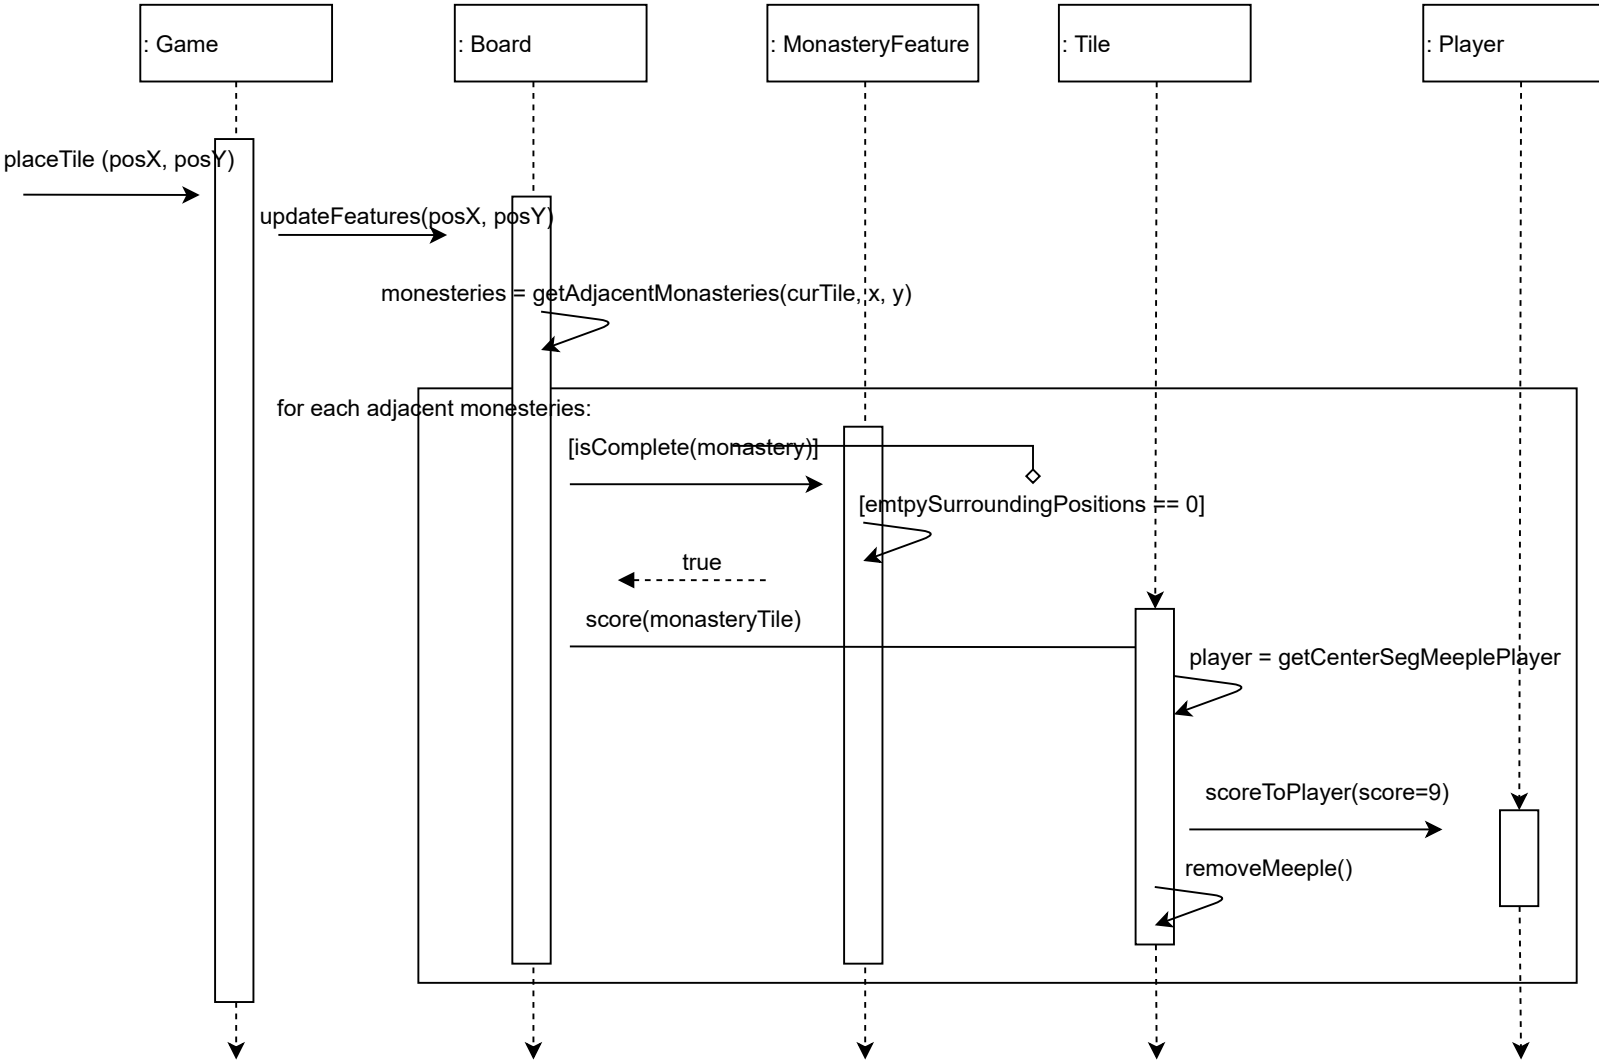 : Game
: Board
: MonasteryFeature
: Tile
: Player
placeTile (posX, posY)
updateFeatures(posX, posY)
monesteries = getAdjacentMonasteries(curTile, x, y)
for each adjacent monesteries:
[isComplete(monastery)]
[emtpySurroundingPositions == 0]
true
score(monasteryTile)
player = getCenterSegMeeplePlayer
scoreToPlayer(score=9)
removeMeeple()